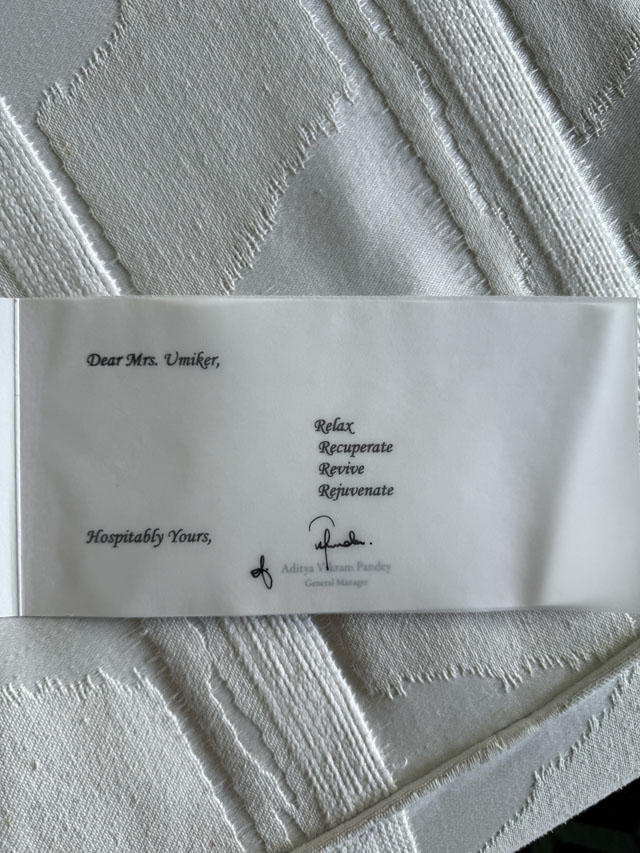 Dear Mrs. Umiker,
Relax
Recuperate
Revive
Rejuvenate
Hospitably Yours,
Aditya Vikram Pandey
General Manager